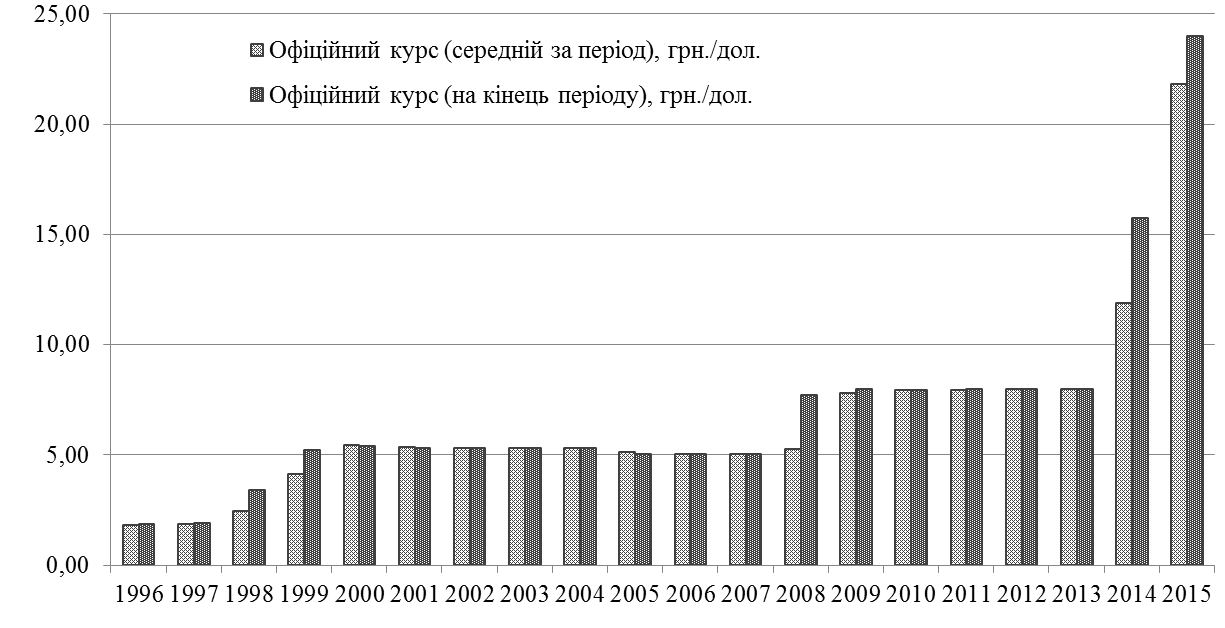 25,00
Офіційний курс (середній за період), грн./дол.
Офіційний курс (на кінець періоду), грн./дол.
20,00
15,00
10,00
5,00
0,00
1996 1997 1998 1999 2000 2001 2002 2003 2004 2005 2006 2007 2008 2009 2010 2011 2012 2013 2014 2015